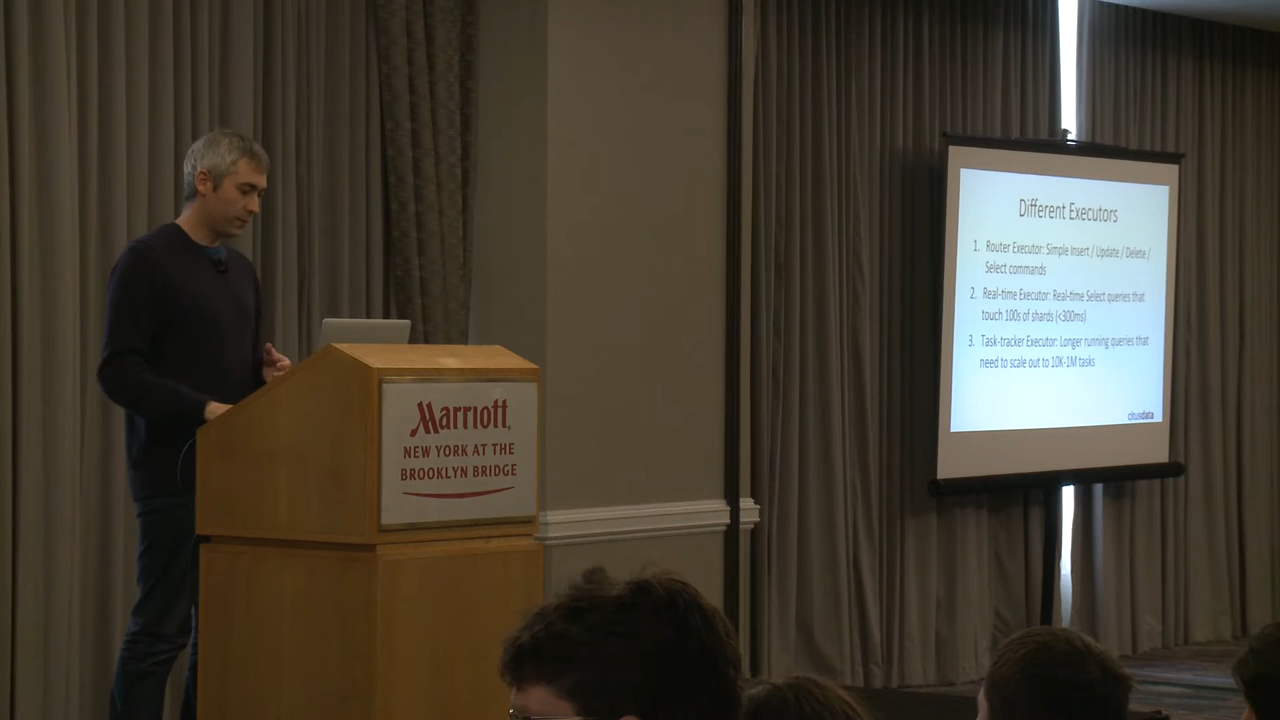 Different Executors
1. Router Executor: Simple Insert / Update / Delete /
Select commands
2. Real-time Executor: Real-time Select queries that
touch 100s of shards (<300ms)
3. Task-tracker Executor: Longer running queries that
need to scale out to 10K-1M tasks
citusdata
Marriott
NEW YORK AT THE
BROOKLYN BRIDGE